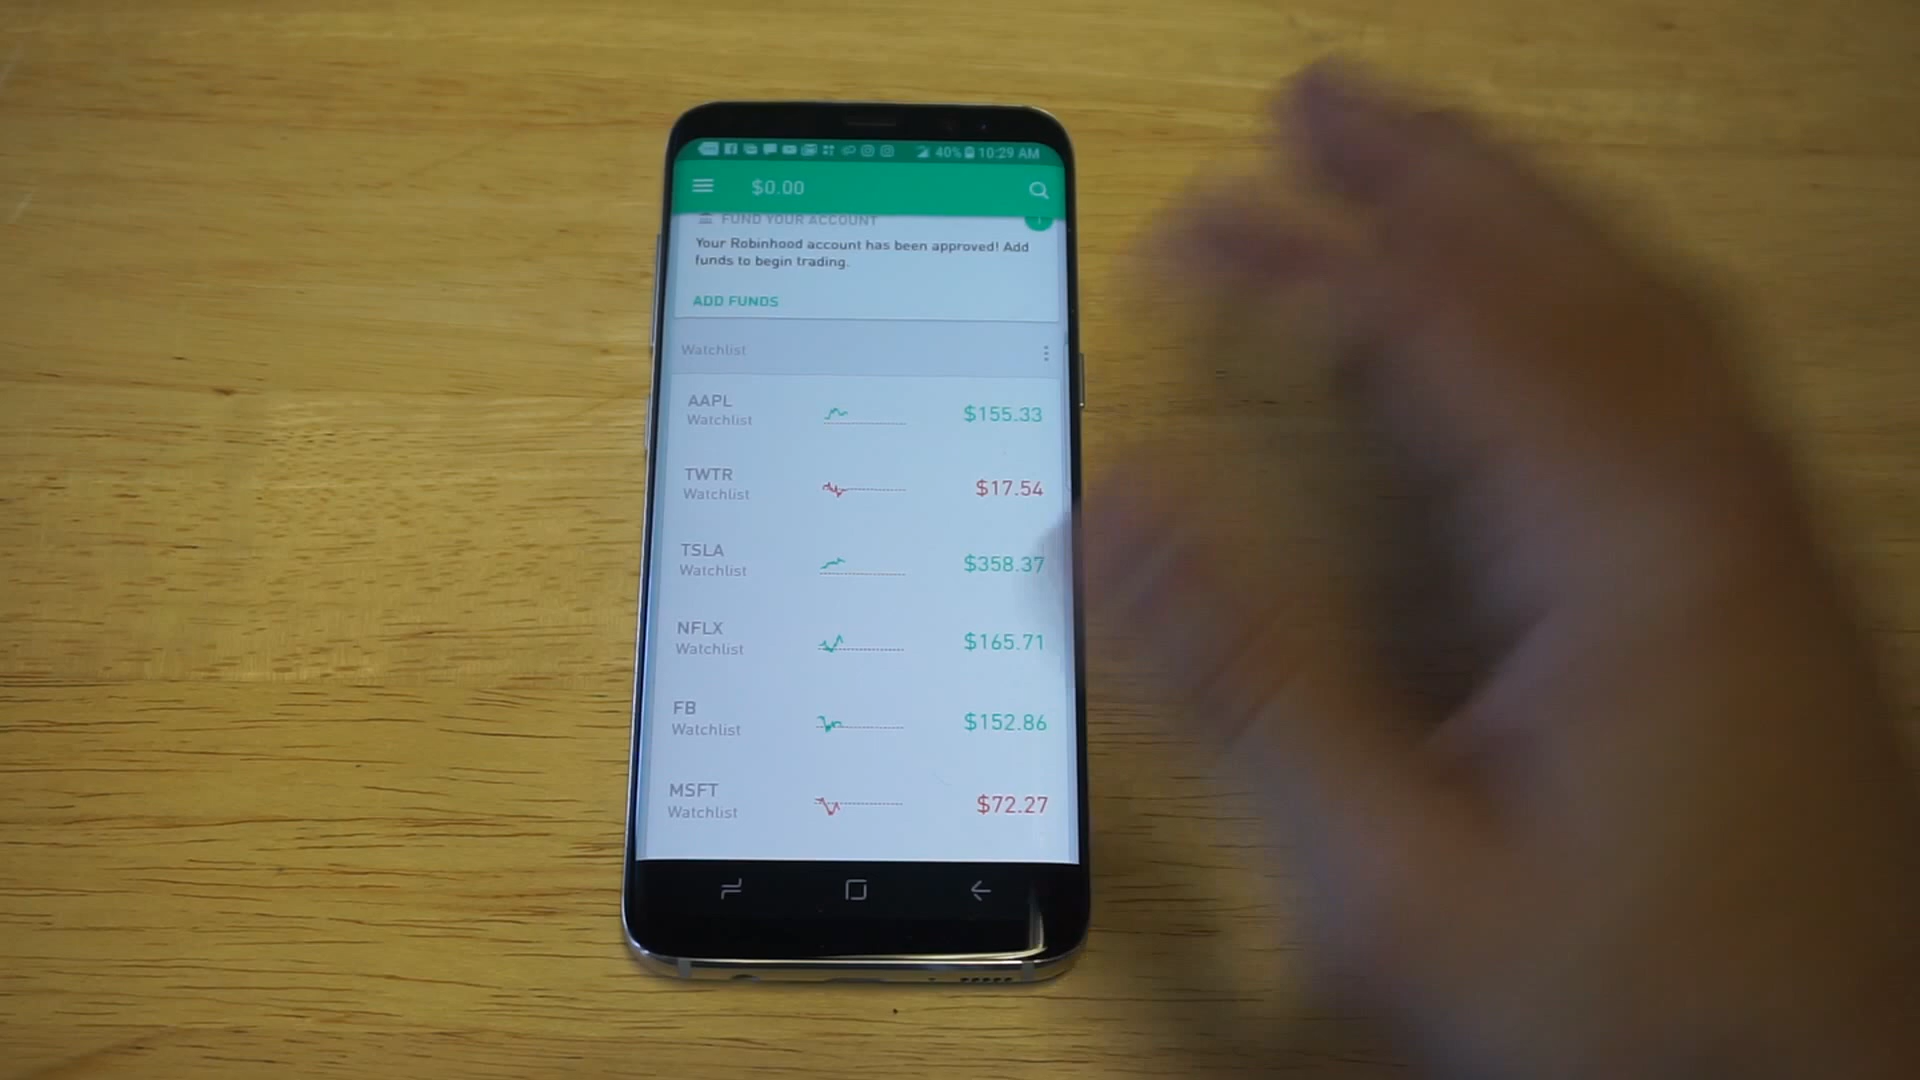 40% 10:29 AM
$0.00
FUND YOUR ACCOUNT
Your Robinhood account has been approved! Add
funds to begin trading.
ADD FUNDS
Watchlist
AAPL
Watchlist
$155.33
TWTR
Watchlist
$17.54
TSLA
Watchlist
$358.37
NFLX
Watchlist
$165.71
FB
Watchlist
$152.86
MSFT
Watchlist
$72.27